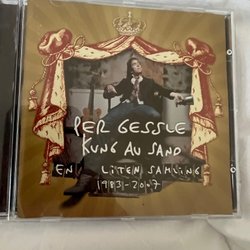 PER GESSLE
KUNG AV SAND
EN LITEN SAMLING
1983-2007